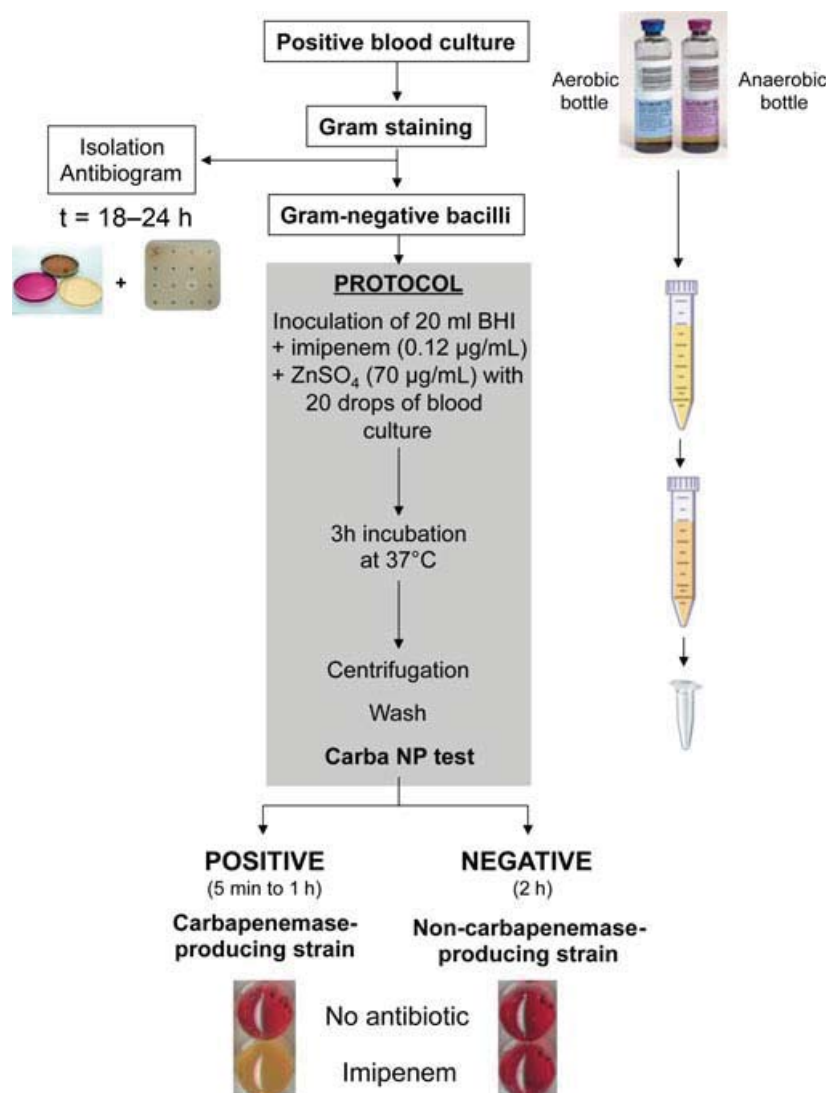 Positive blood culture
Aerobic
bottle
Anaerobic
bottle
Gram staining
Isolation
Antibiogram
t = 18–24 h
+
Gram-negative bacilli
PROTOCOL
Inoculation of 20 ml BHI
+ imipenem (0.12 µg/mL)
+ ZnSO₄ (70 µg/mL) with
20 drops of blood
culture
3h incubation
at 37°C
Centrifugation
Wash
Carba NP test
POSITIVE
(5 min to 1 h)
Carbapenemase-
producing strain
NEGATIVE
(2 h)
Non-carbapenemase-
producing strain
No antibiotic
Imipenem